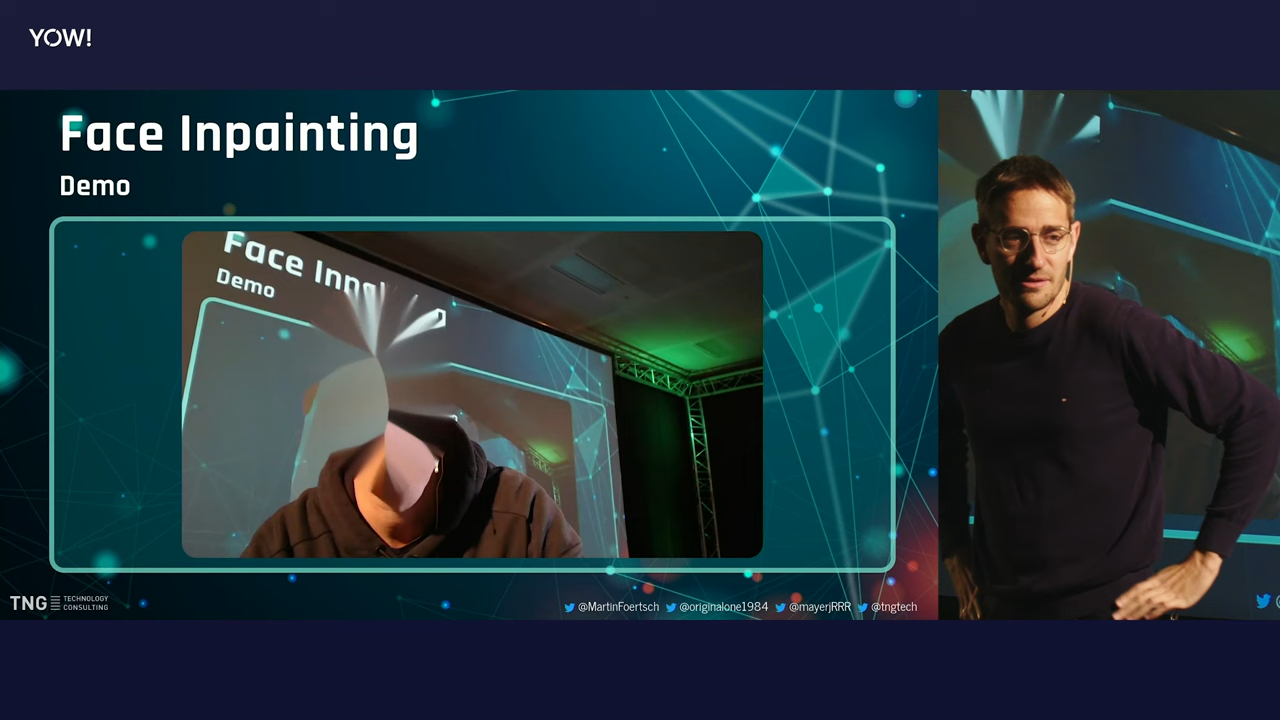 YOW!
Face Inpainting
Demo
Face Inpa
Demo
TNG TECHNOLOGY
CONSULTING
@MartinFoertsch @originalone1984 @mayerjRRR @tngtech